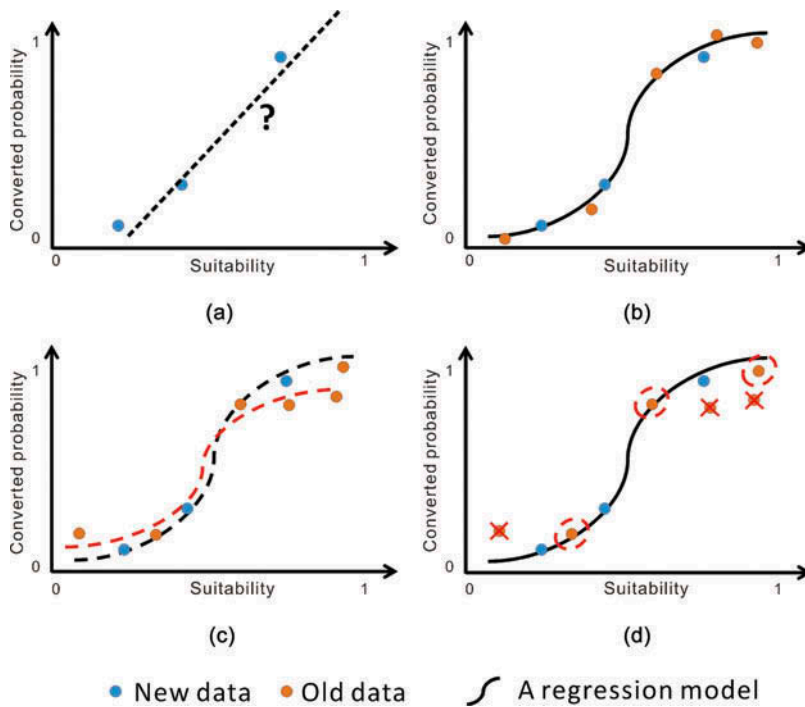 Converted probability
1
0
?
0
Suitability
1
(a)
Converted probability
1
0
0
Suitability
1
(b)
Converted probability
1
0
0
Suitability
1
(c)
Converted probability
1
0
0
Suitability
1
(d)
New data
Old data
A regression model